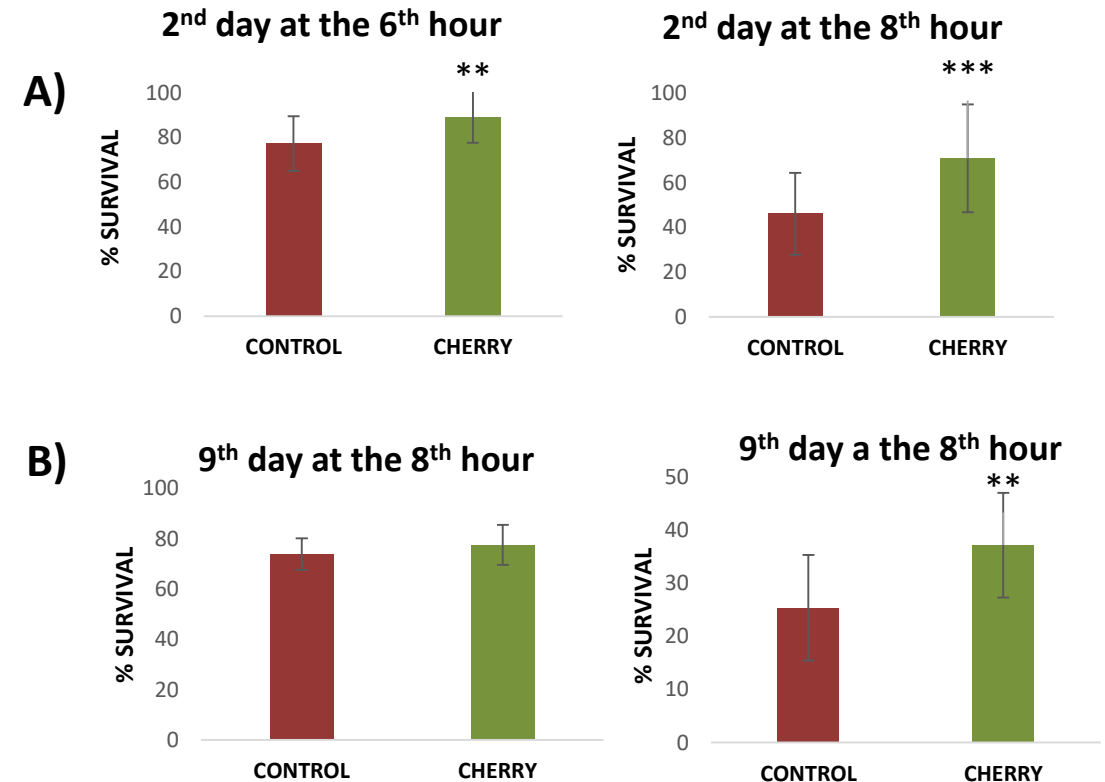 A)
2nd day at the 6th hour
**
% SURVIVAL
100
80
60
40
20
0
CONTROL CHERRY
2nd day at the 8th hour
***
% SURVIVAL
100
80
60
40
20
0
CONTROL CHERRY
B)
9th day at the 8th hour
% SURVIVAL
100
80
60
40
20
0
CONTROL CHERRY
9th day a the 8th hour
**
% SURVIVAL
50
40
30
20
10
0
CONTROL CHERRY